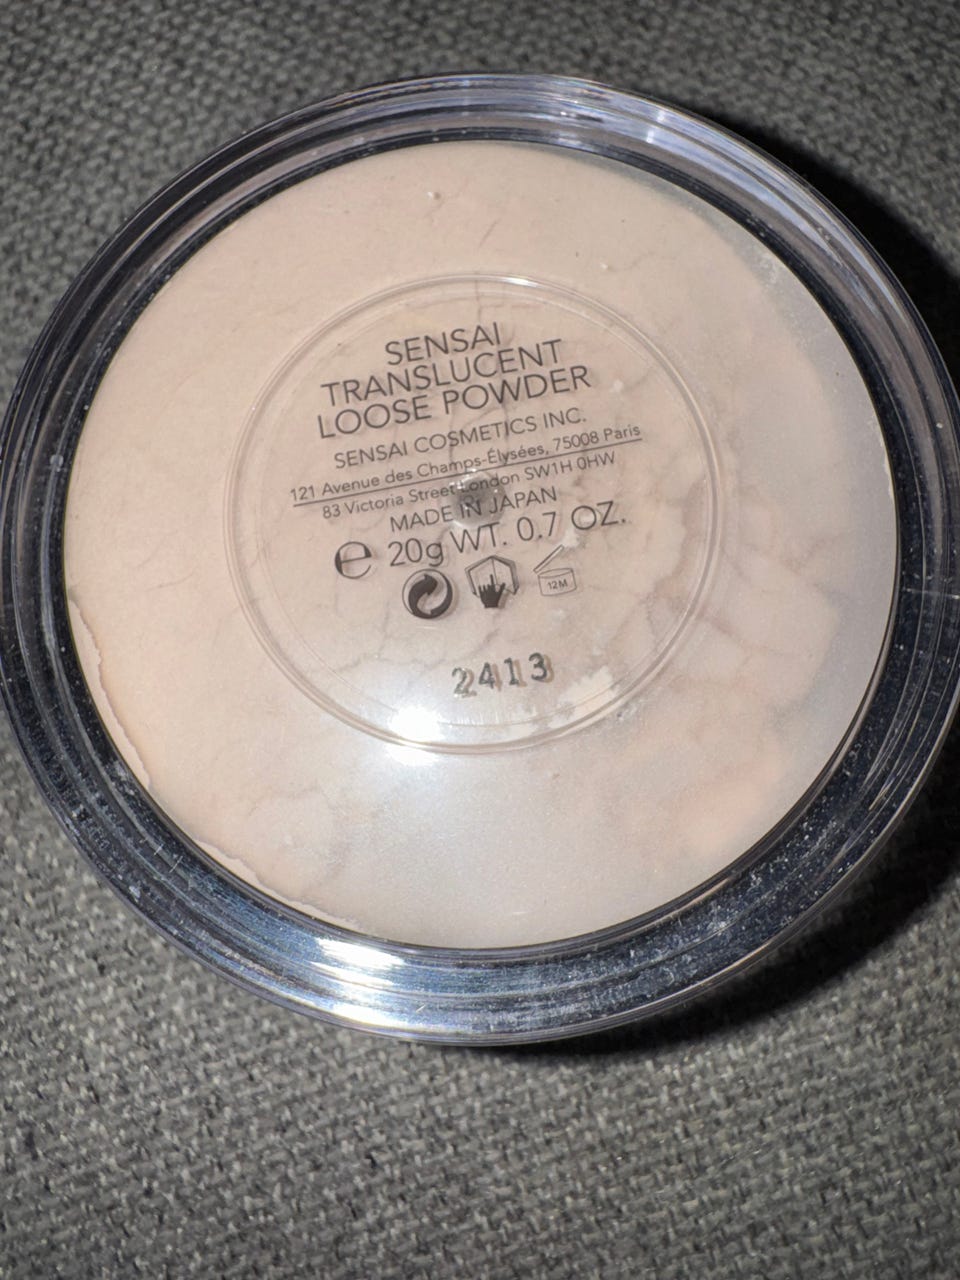 SENSAI
TRANSLUCENT
LOOSE POWDER
SENSAI COSMETICS INC.
121 Avenue des Champs-Élysées, 75008 Paris
83 Victoria Street London SW1H 0HW
MADE IN JAPAN
e 20g WT. 0.7 OZ.
12M
2413